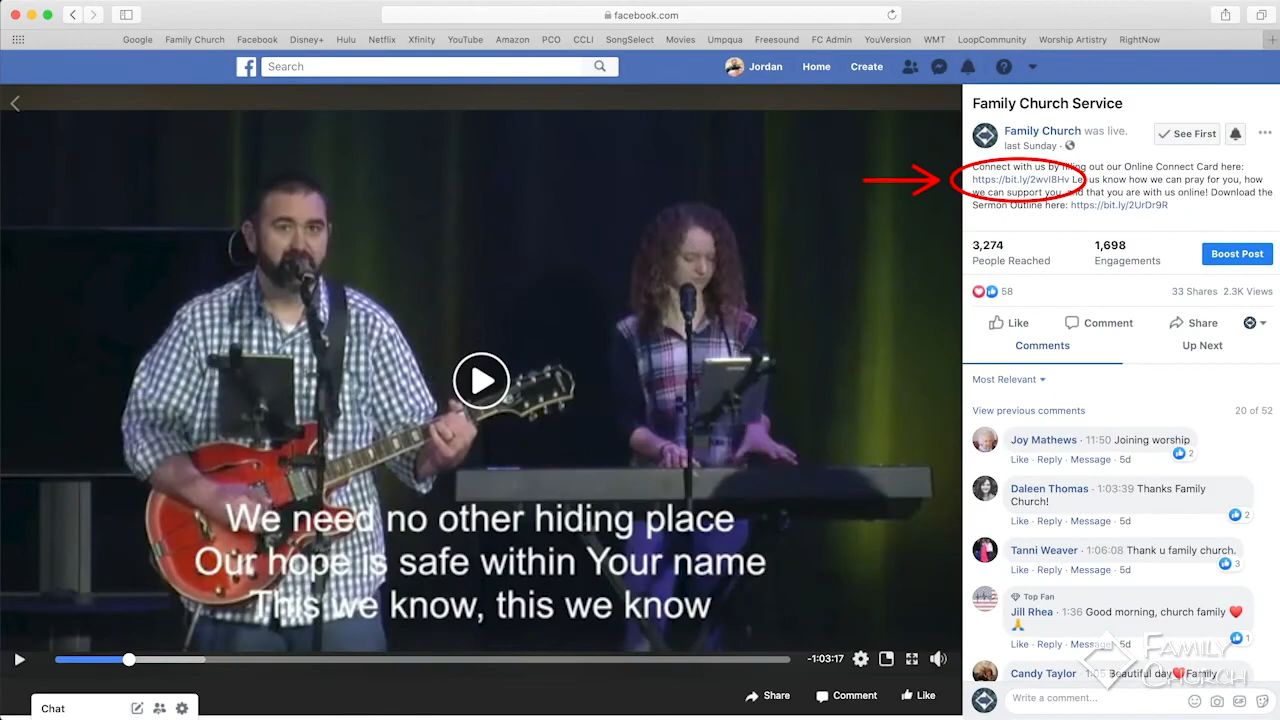 facebook.com
Google Family Church Facebook Disney+ Hulu Netflix Xfinity YouTube Amazon PCO CCLI SongSelect Movies Umpqua Freesound FC Admin YouVersion WMT LoopCommunity Worship Artistry RightNow
Search
Jordan Home Create
Family Church Service
Family Church was live.
last Sunday ·
See First
Connect with us by filling out our Online Connect Card here:
https://bit.ly/2wvI8Hv Let us know how we can pray for you, how
we can support you, and that you are with us online! Download the
Sermon Outline here: https://bit.ly/2UrDr9R
3,274 1,698
People Reached Engagements
Boost Post
58 33 Shares 2.3K Views
Like Comment Share
Comments Up Next
Most Relevant
View previous comments 20 of 52
Joy Mathews · 11:50 Joining worship
2
Like · Reply · Message · 5d
Daleen Thomas · 1:03:39 Thanks Family
Church!
2
Like · Reply · Message · 5d
Tanni Weaver · 1:06:08 Thank u family church.
3
Like · Reply · Message · 5d
Top Fan
Jill Rhea · 1:36 Good morning, church family ❤️
🙏
1
Like · Reply · Message · 5d
Candy Taylor · 1:05 Beautiful day❤️Family
Write a comment...
GIF
We need no other hiding place
Our hope is safe within Your name
This we know, this we know
-1:03:17
Share Comment Like
Chat
FAMILY
CHURCH